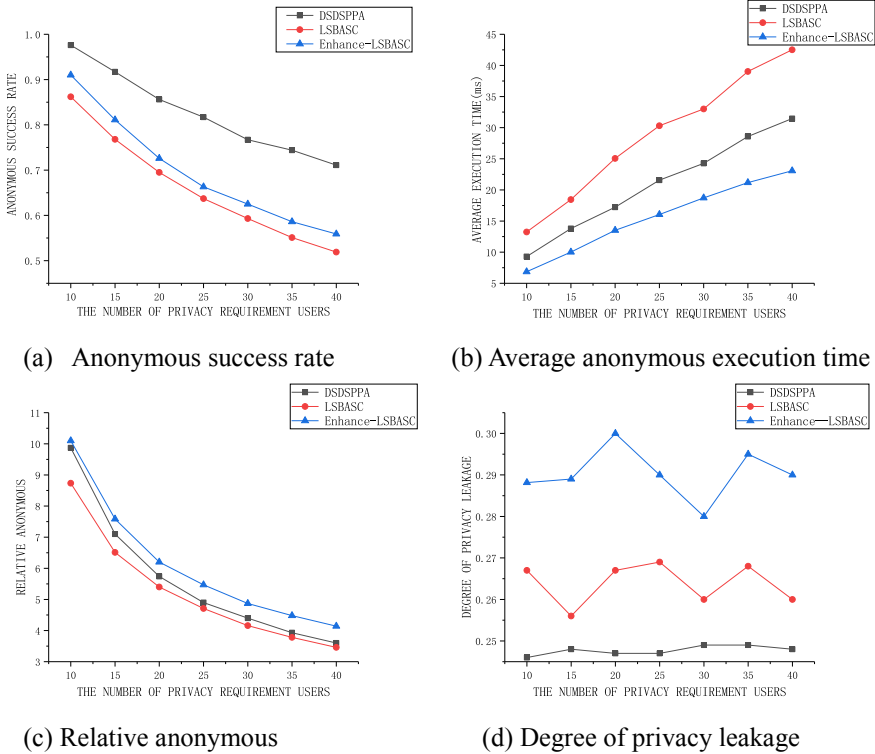 DSDSPPA
LSBASC
Enhance-LSBASC
1.0
0.9
0.8
0.7
0.6
0.5
ANONYMOUS SUCCESS RATE
10 15 20 25 30 35 40
THE NUMBER OF PRIVACY REQUIREMENT USERS
(a) Anonymous success rate
DSDSPPA
LSBASC
Enhance-LSBASC
45
40
35
30
25
20
15
10
5
AVERAGE EXECUTION TIME(ms)
10 15 20 25 30 35 40
THE NUMBER OF PRIVACY REQUIREMENT USERS
(b) Average anonymous execution time
DSDSPPA
LSBASC
Enhance-LSBASC
11
10
9
8
7
6
5
4
3
RELATIVE ANONYMOUS
10 15 20 25 30 35 40
THE NUMBER OF PRIVACY REQUIREMENT USERS
(c) Relative anonymous
DSDSPPA
LSBASC
Enhance—LSBASC
0.30
0.29
0.28
0.27
0.26
0.25
DEGREE OF PRIVACY LEAKAGE
10 15 20 25 30 35 40
THE NUMBER OF PRIVACY REQUIREMENT USERS
(d) Degree of privacy leakage